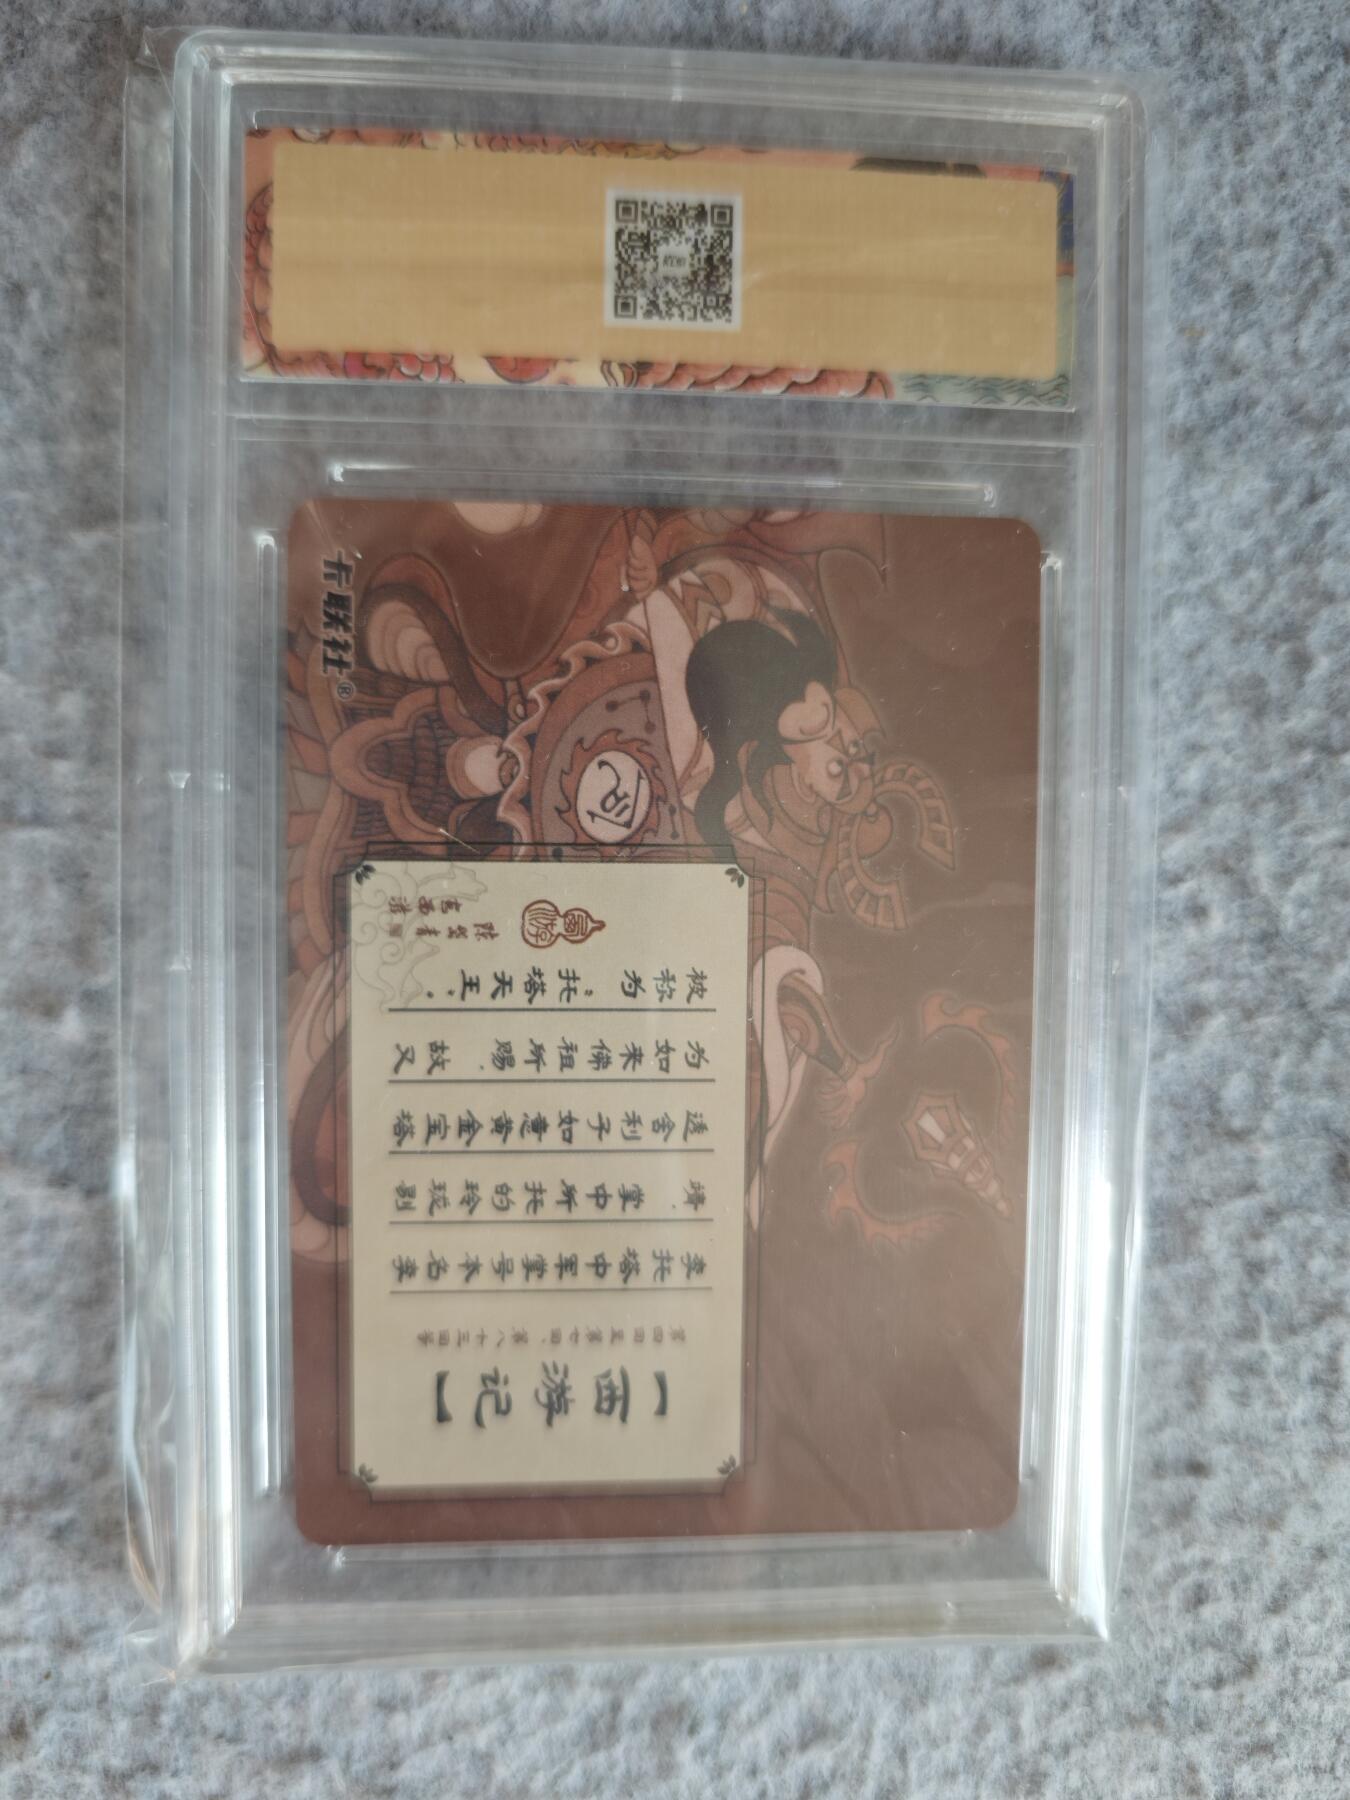 【西游记】
第四回至第七回、第八十三回等
李托塔中军掌号本名李
靖，掌中所托的玲珑剔
透舍利子如意黄金宝塔
为如来佛祖所赐，故又
被称为“托塔天王”。
卡联社®